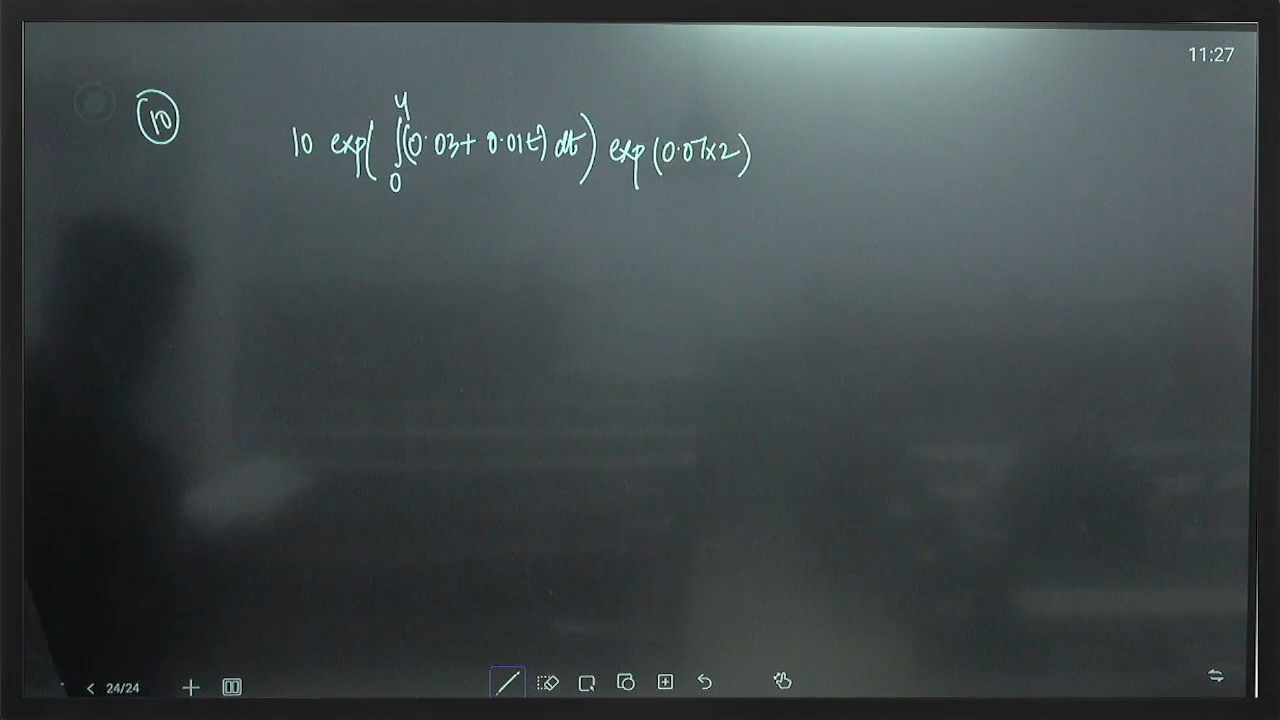 11:27
10 10 exp( ∫₀⁴ (0.03 + 0.01t) dt ) exp (0.07×2)
24/24